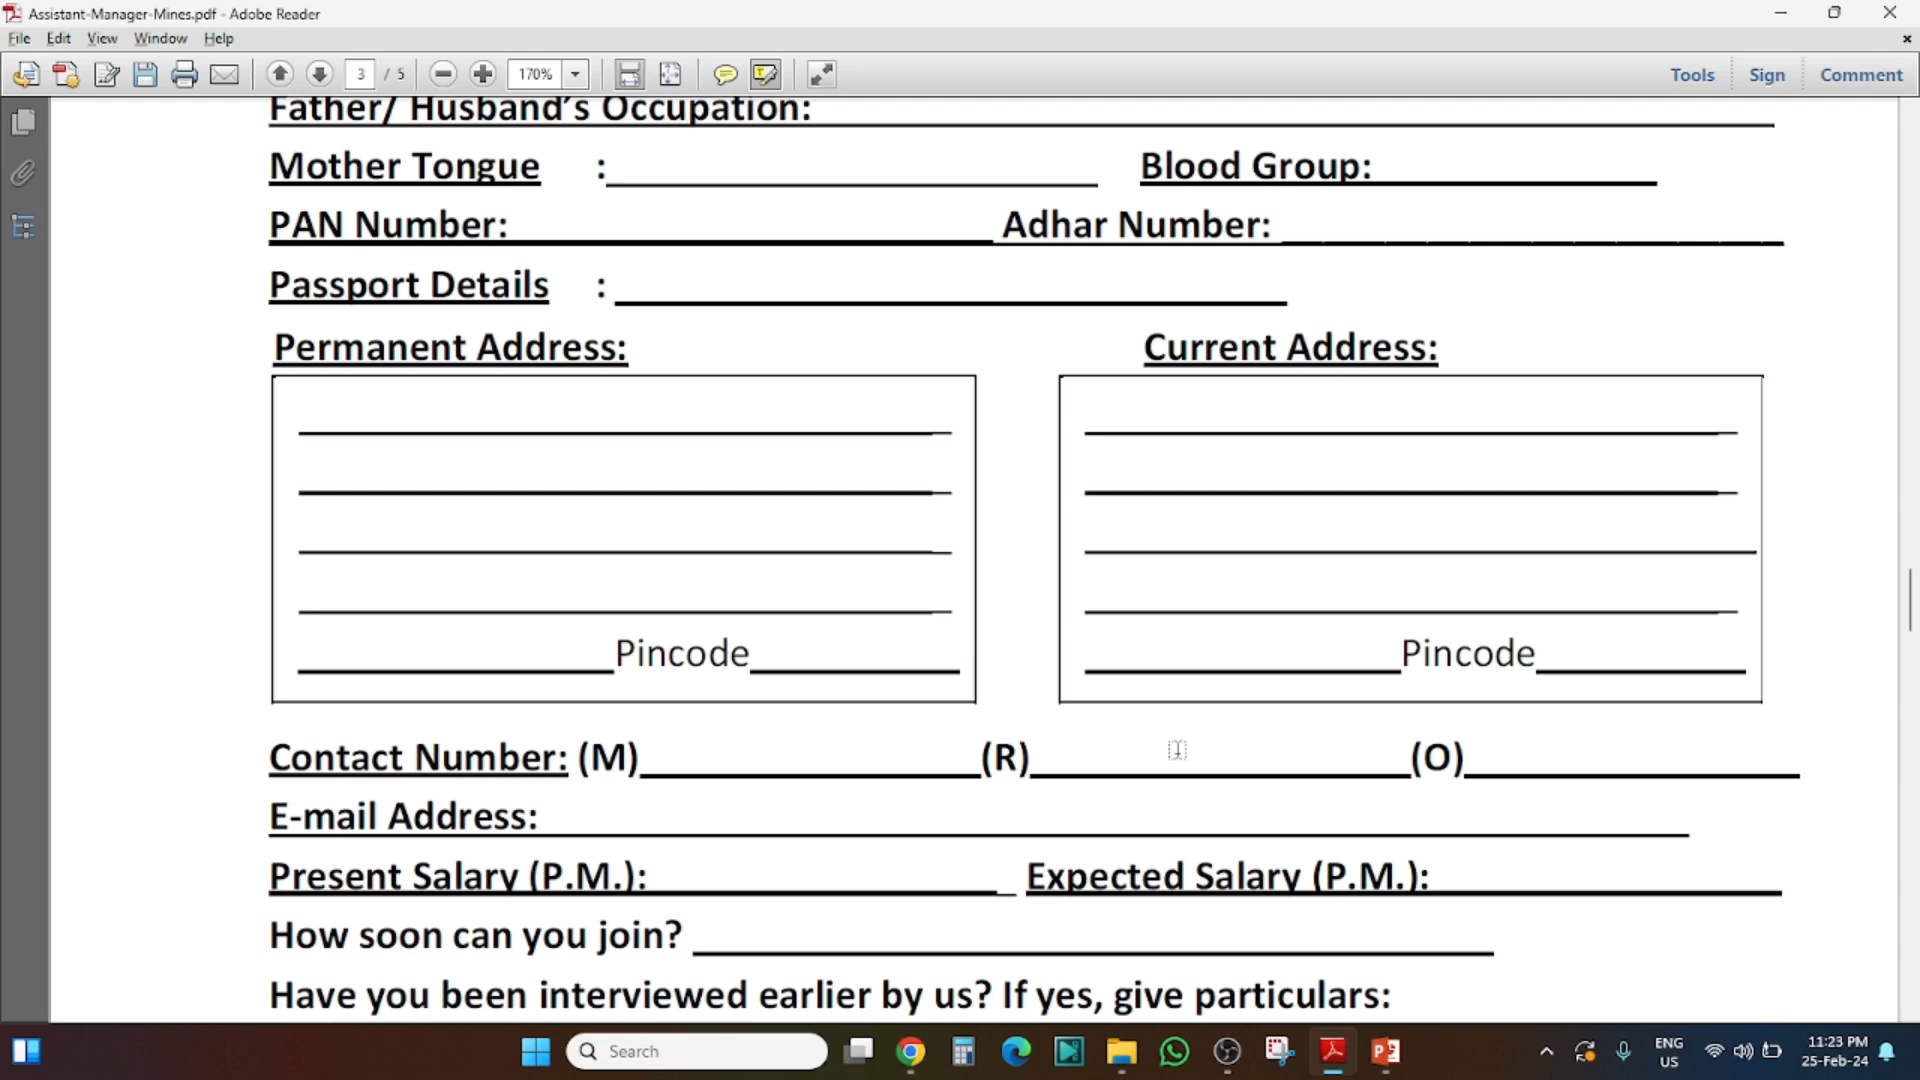 Assistant-Manager-Mines.pdf - Adobe Reader
File Edit View Window Help
3 / 5 170% Tools Sign Comment
Father/ Husband's Occupation:
Mother Tongue : Blood Group:
PAN Number: Adhar Number:
Passport Details :
Permanent Address: Current Address:
Pincode Pincode
Contact Number: (M) (R) (O)
E-mail Address:
Present Salary (P.M.): Expected Salary (P.M.):
How soon can you join?
Have you been interviewed earlier by us? If yes, give particulars:
Search ENG 11:23 PM
US 25-Feb-24